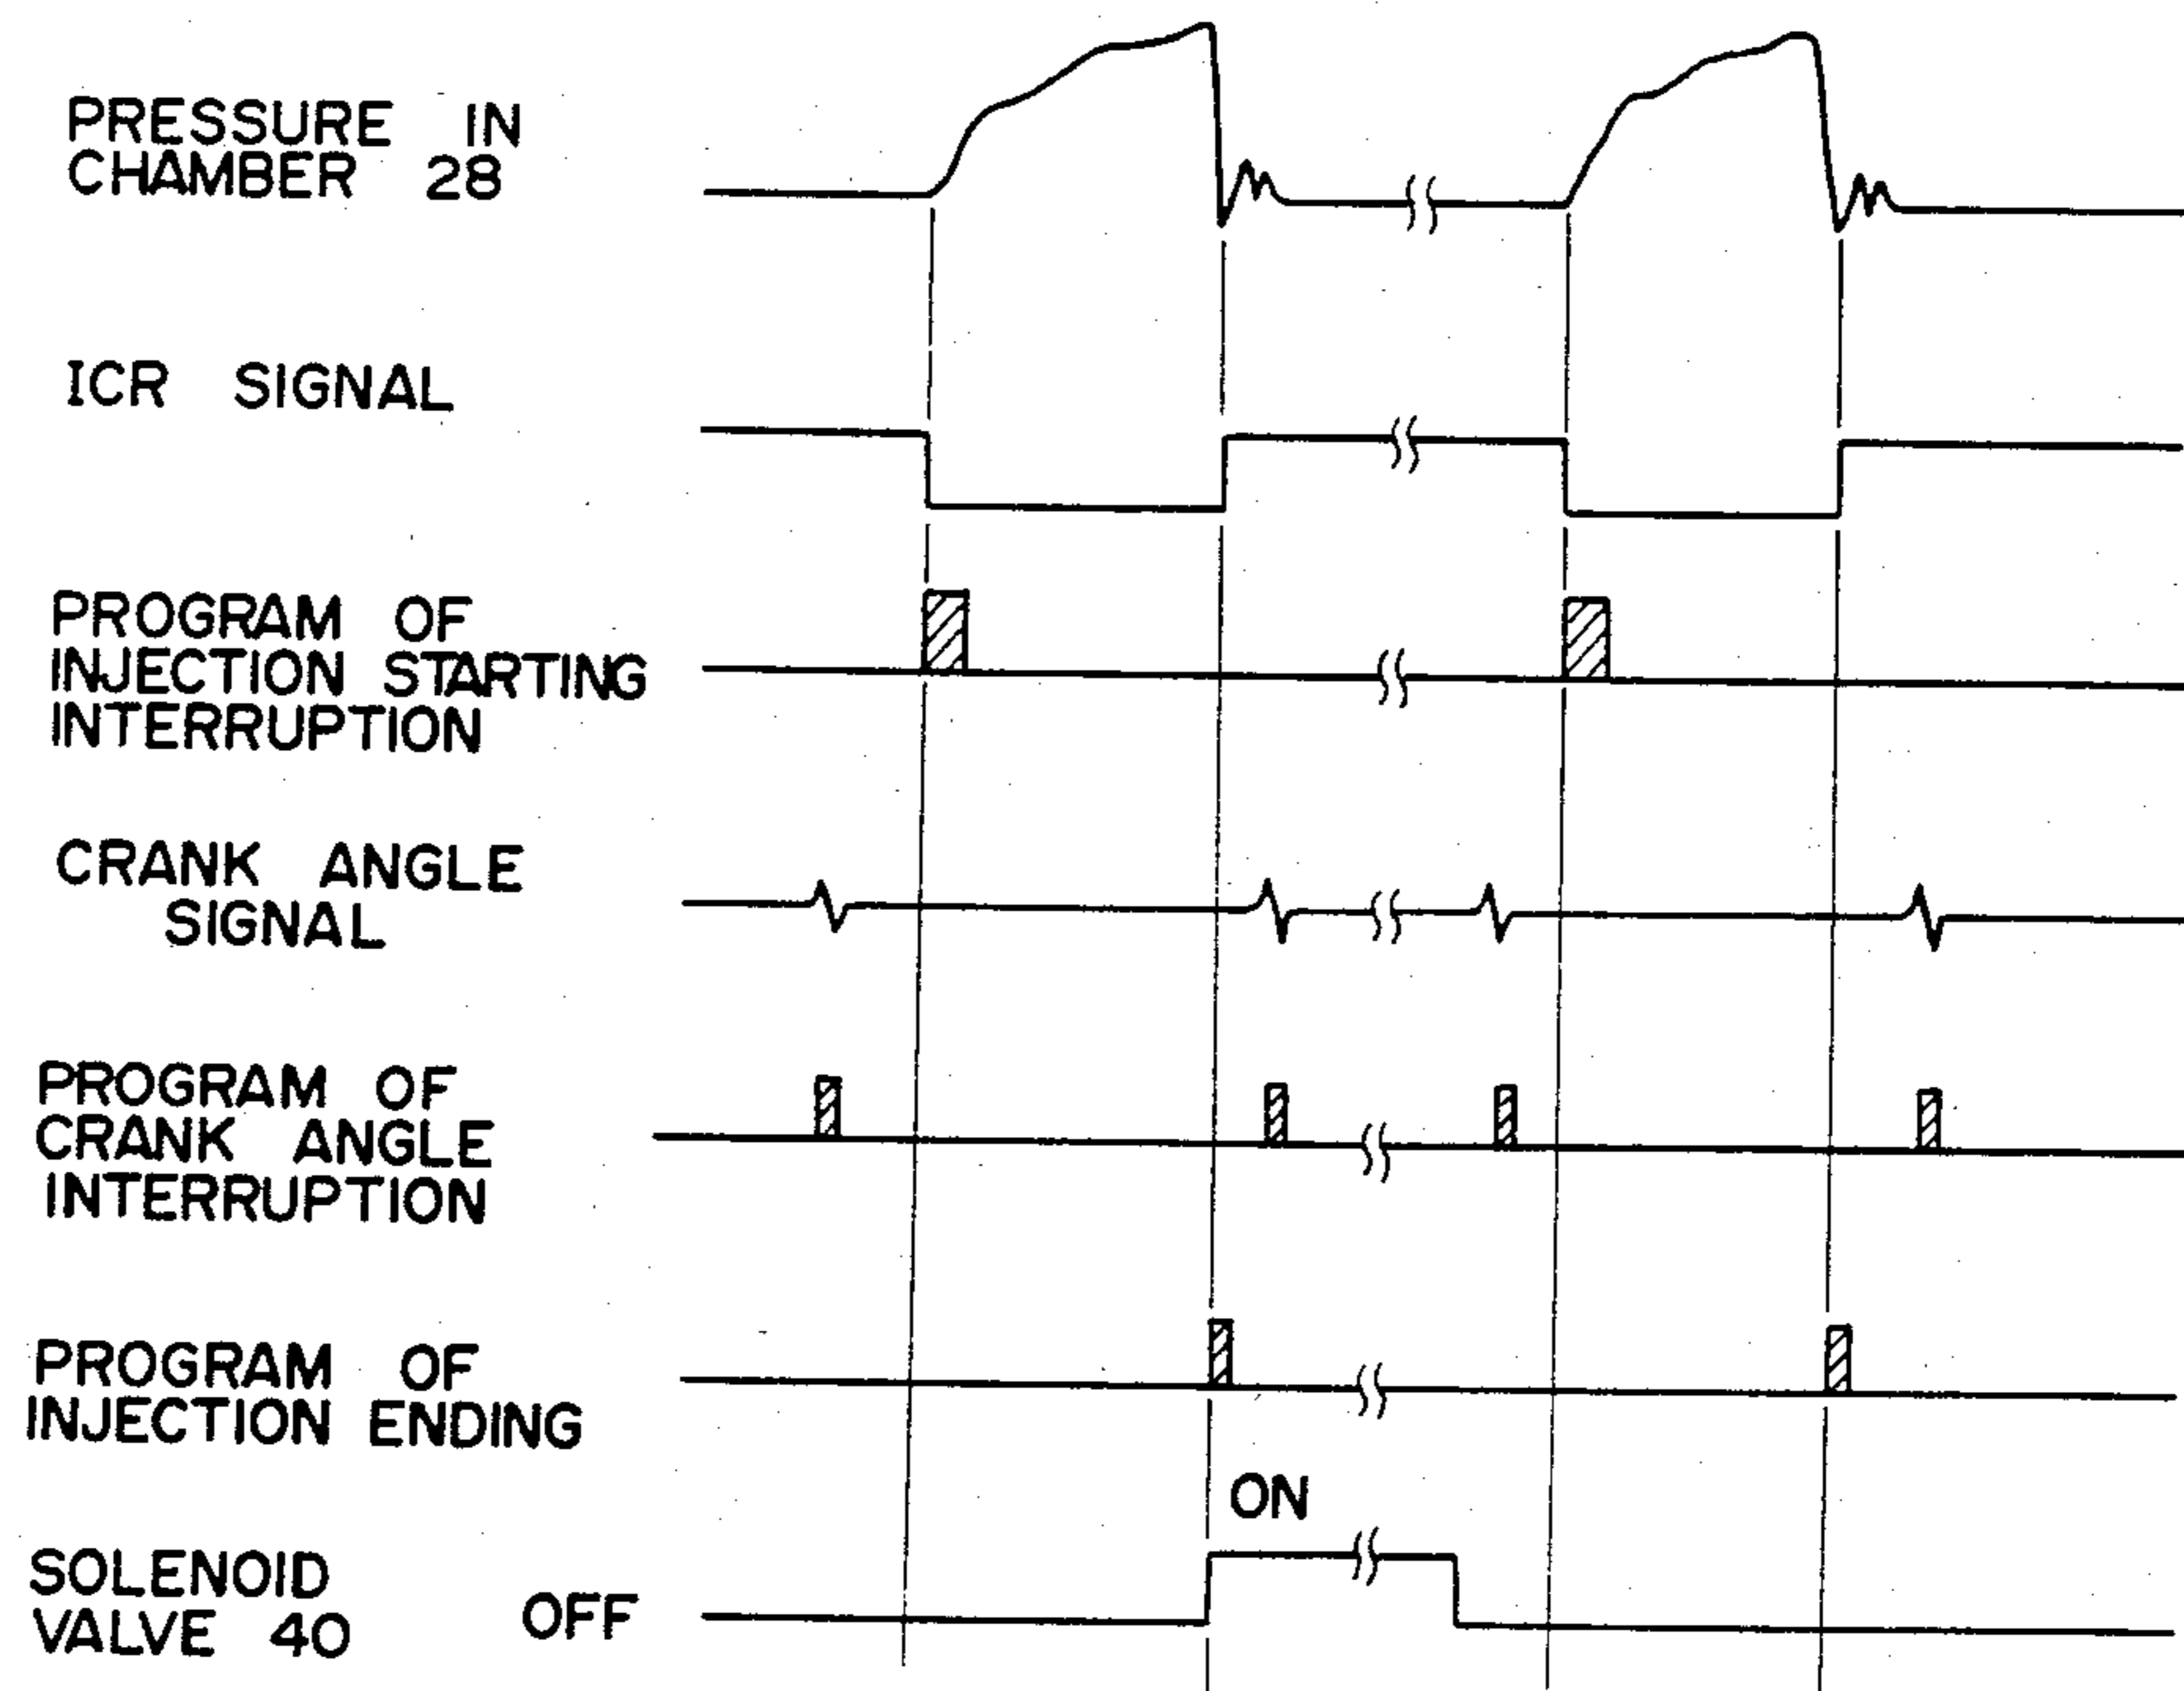 PRESSURE IN
CHAMBER 28
ICR SIGNAL
PROGRAM OF
INJECTION STARTING
INTERRUPTION
CRANK ANGLE
SIGNAL
PROGRAM OF
CRANK ANGLE
INTERRUPTION
PROGRAM OF
INJECTION ENDING
ON
SOLENOID
VALVE 40 OFF